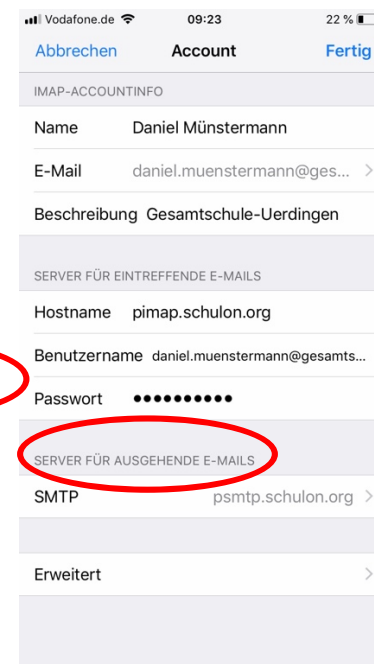 Vodafone.de 09:23 22 %
Abbrechen Account Fertig
IMAP-ACCOUNTINFO
Name Daniel Münstermann
E-Mail daniel.muenstermann@ges...
Beschreibung Gesamtschule-Uerdingen
SERVER FÜR EINTREFFENDE E-MAILS
Hostname pimap.schulon.org
Benutzername daniel.muenstermann@gesamts...
Passwort ●●●●●●●●●●
SERVER FÜR AUSGEHENDE E-MAILS
SMTP psmtp.schulon.org
Erweitert